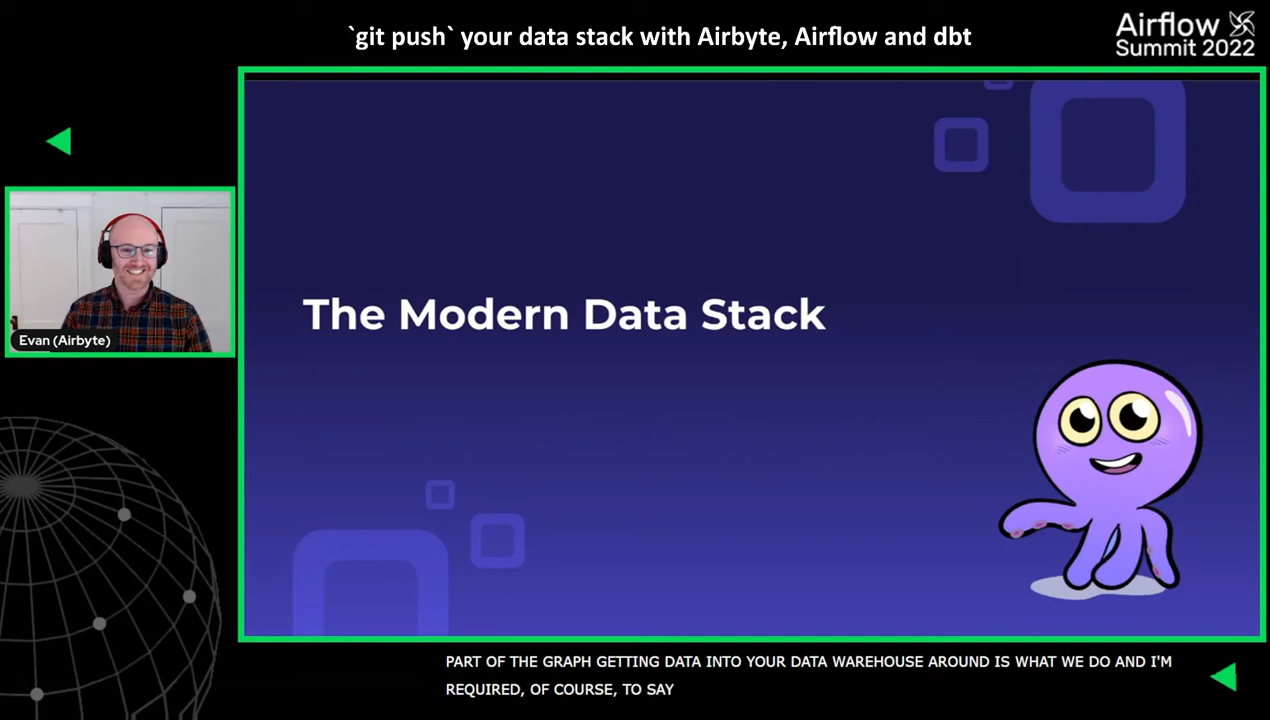 `git push` your data stack with Airbyte, Airflow and dbt
Airflow
Summit 2022
The Modern Data Stack
Evan (Airbyte)
PART OF THE GRAPH GETTING DATA INTO YOUR DATA WAREHOUSE AROUND IS WHAT WE DO AND I'M
REQUIRED, OF COURSE, TO SAY